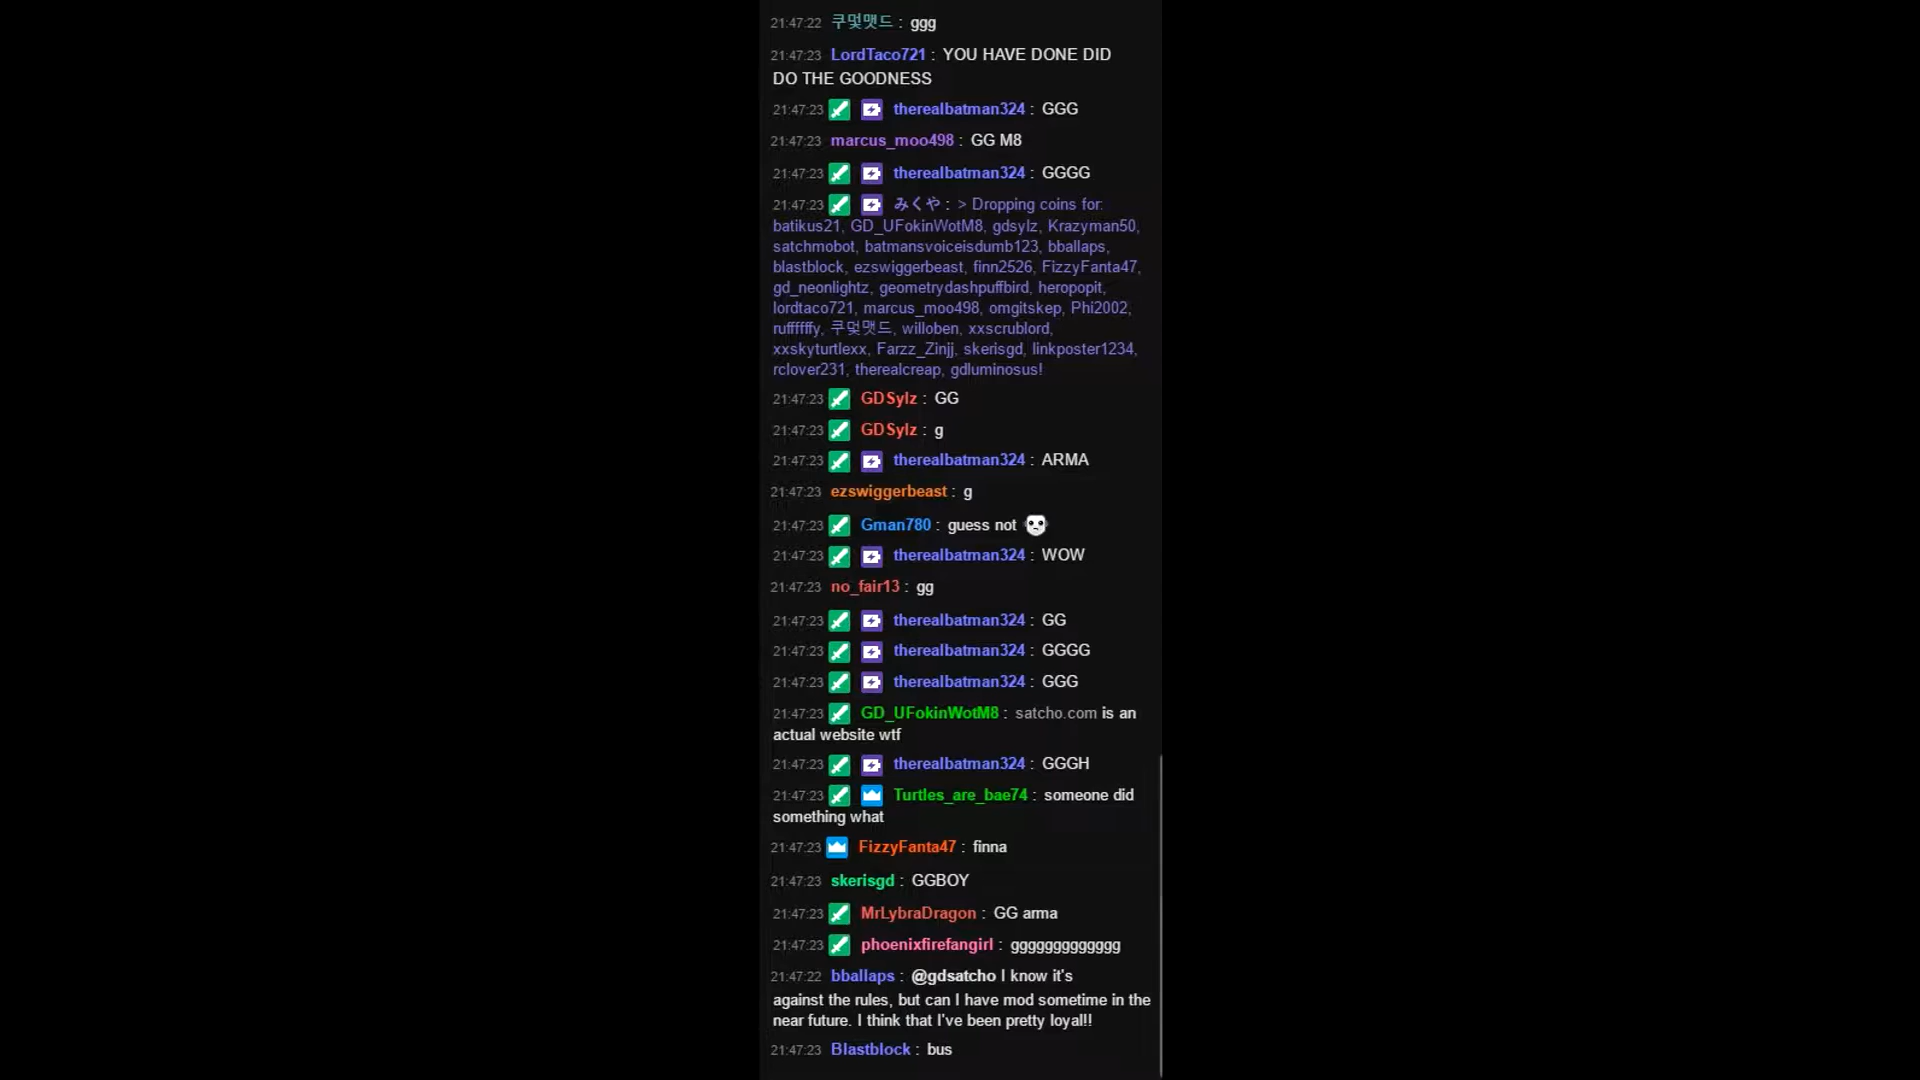 21:47:22 쿠멎맷드 : ggg
21:47:23 LordTaco721 : YOU HAVE DONE DID
DO THE GOODNESS
21:47:23 therealbatman324 : GGG
21:47:23 marcus_moo498 : GG M8
21:47:23 therealbatman324 : GGGG
21:47:23 みくや : > Dropping coins for:
batikus21, GD_UFokinWotM8, gdsylz, Krazyman50,
satchmobot, batmansvoiceisdumb123, bballaps,
blastblock, ezswiggerbeast, finn2526, FizzyFanta47,
gd_neonlightz, geometrydashpuffbird, heropopit,
lordtaco721, marcus_moo498, omgitskep, Phi2002,
ruffffffy, 쿠멎맷드, willoben, xxscrublord,
xxskyturtlexx, Farzz_Zinjj, skerisgd, linkposter1234,
rclover231, therealcreap, gdluminosus!
21:47:23 GDSylz : GG
21:47:23 GDSylz : g
21:47:23 therealbatman324 : ARMA
21:47:23 ezswiggerbeast : g
21:47:23 Gman780 : guess not
21:47:23 therealbatman324 : WOW
21:47:23 no_fair13 : gg
21:47:23 therealbatman324 : GG
21:47:23 therealbatman324 : GGGG
21:47:23 therealbatman324 : GGG
21:47:23 GD_UFokinWotM8 : satcho.com is an
actual website wtf
21:47:23 therealbatman324 : GGGH
21:47:23 Turtles_are_bae74 : someone did
something what
21:47:23 FizzyFanta47 : finna
21:47:23 skerisgd : GGBOY
21:47:23 MrLybraDragon : GG arma
21:47:23 phoenixfirefangirl : ggggggggggggg
21:47:22 bballaps : @gdsatcho I know it's
against the rules, but can I have mod sometime in the
near future. I think that I've been pretty loyal!!
21:47:23 Blastblock : bus